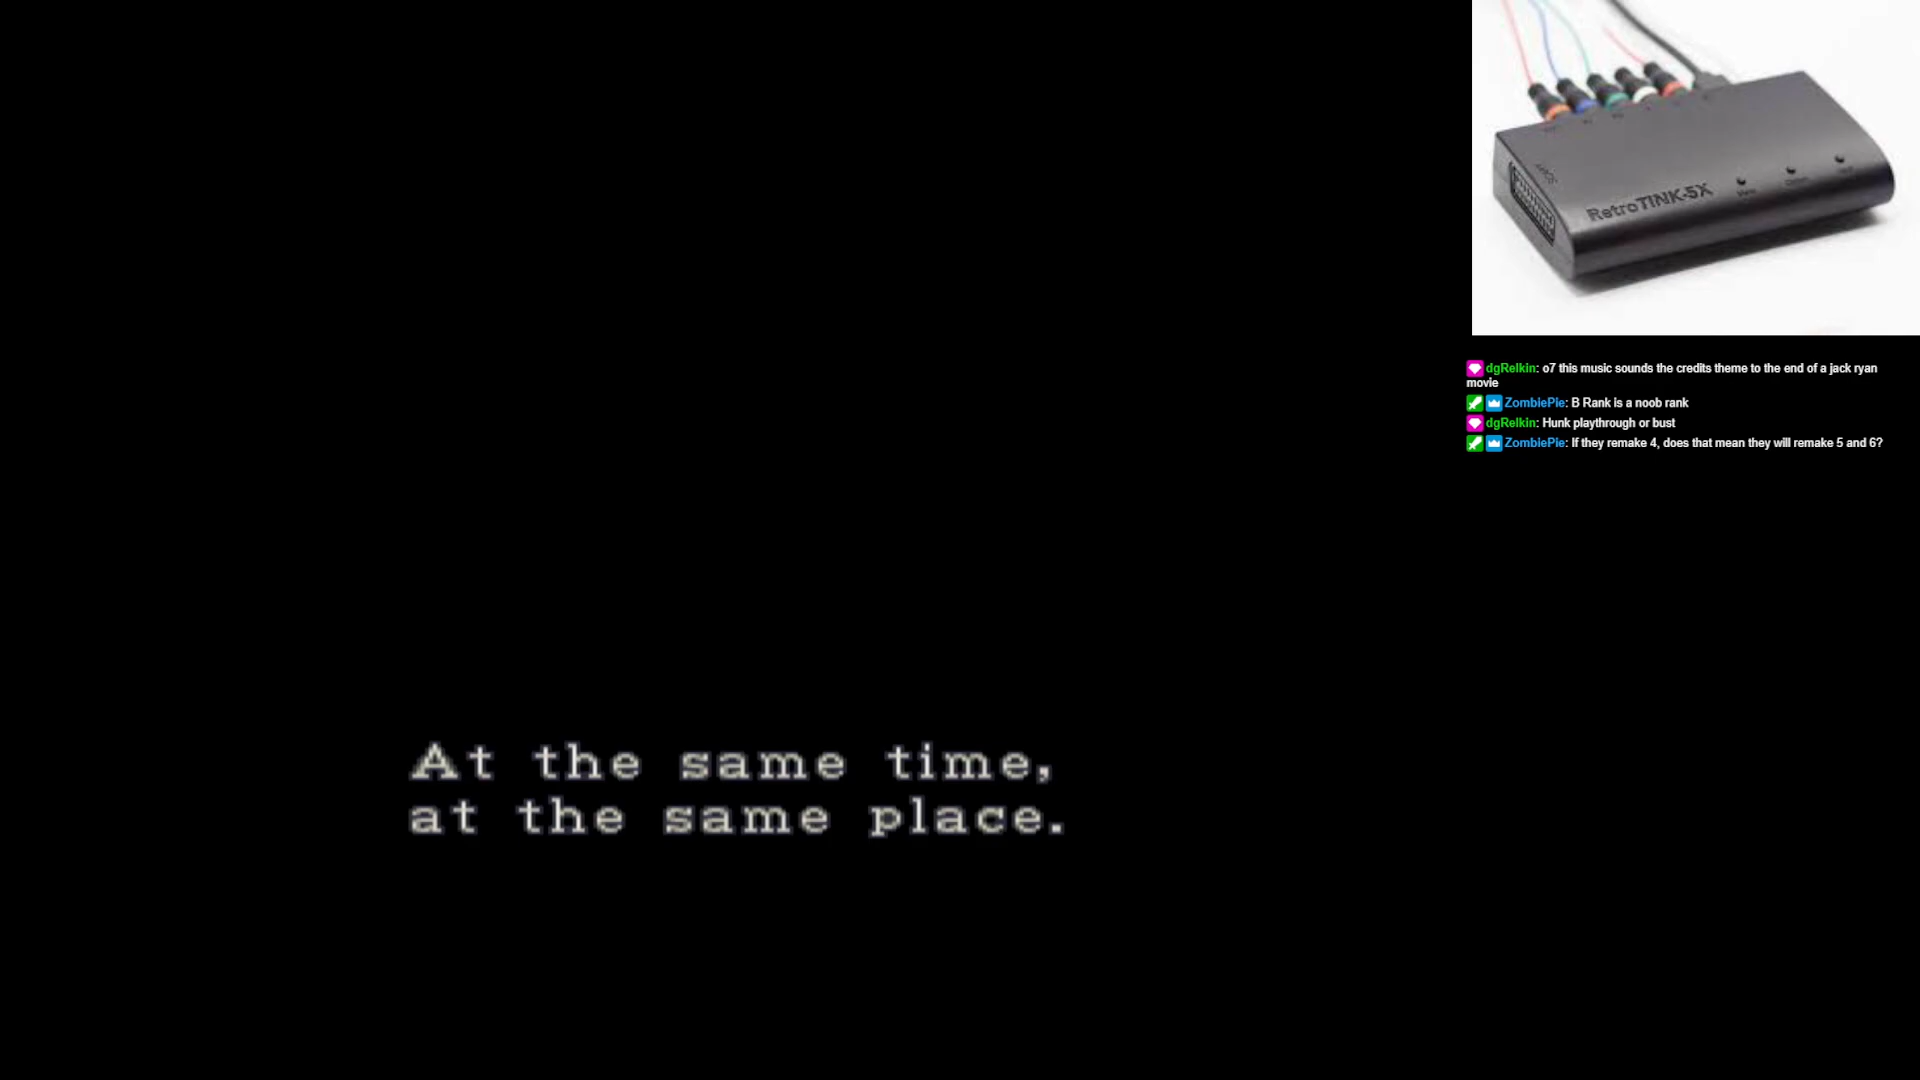 RetroTINK-5X
dgRelkin: o7 this music sounds the credits theme to the end of a jack ryan
movie
ZombiePie: B Rank is a noob rank
dgRelkin: Hunk playthrough or bust
ZombiePie: If they remake 4, does that mean they will remake 5 and 6?
At the same time,
at the same place.